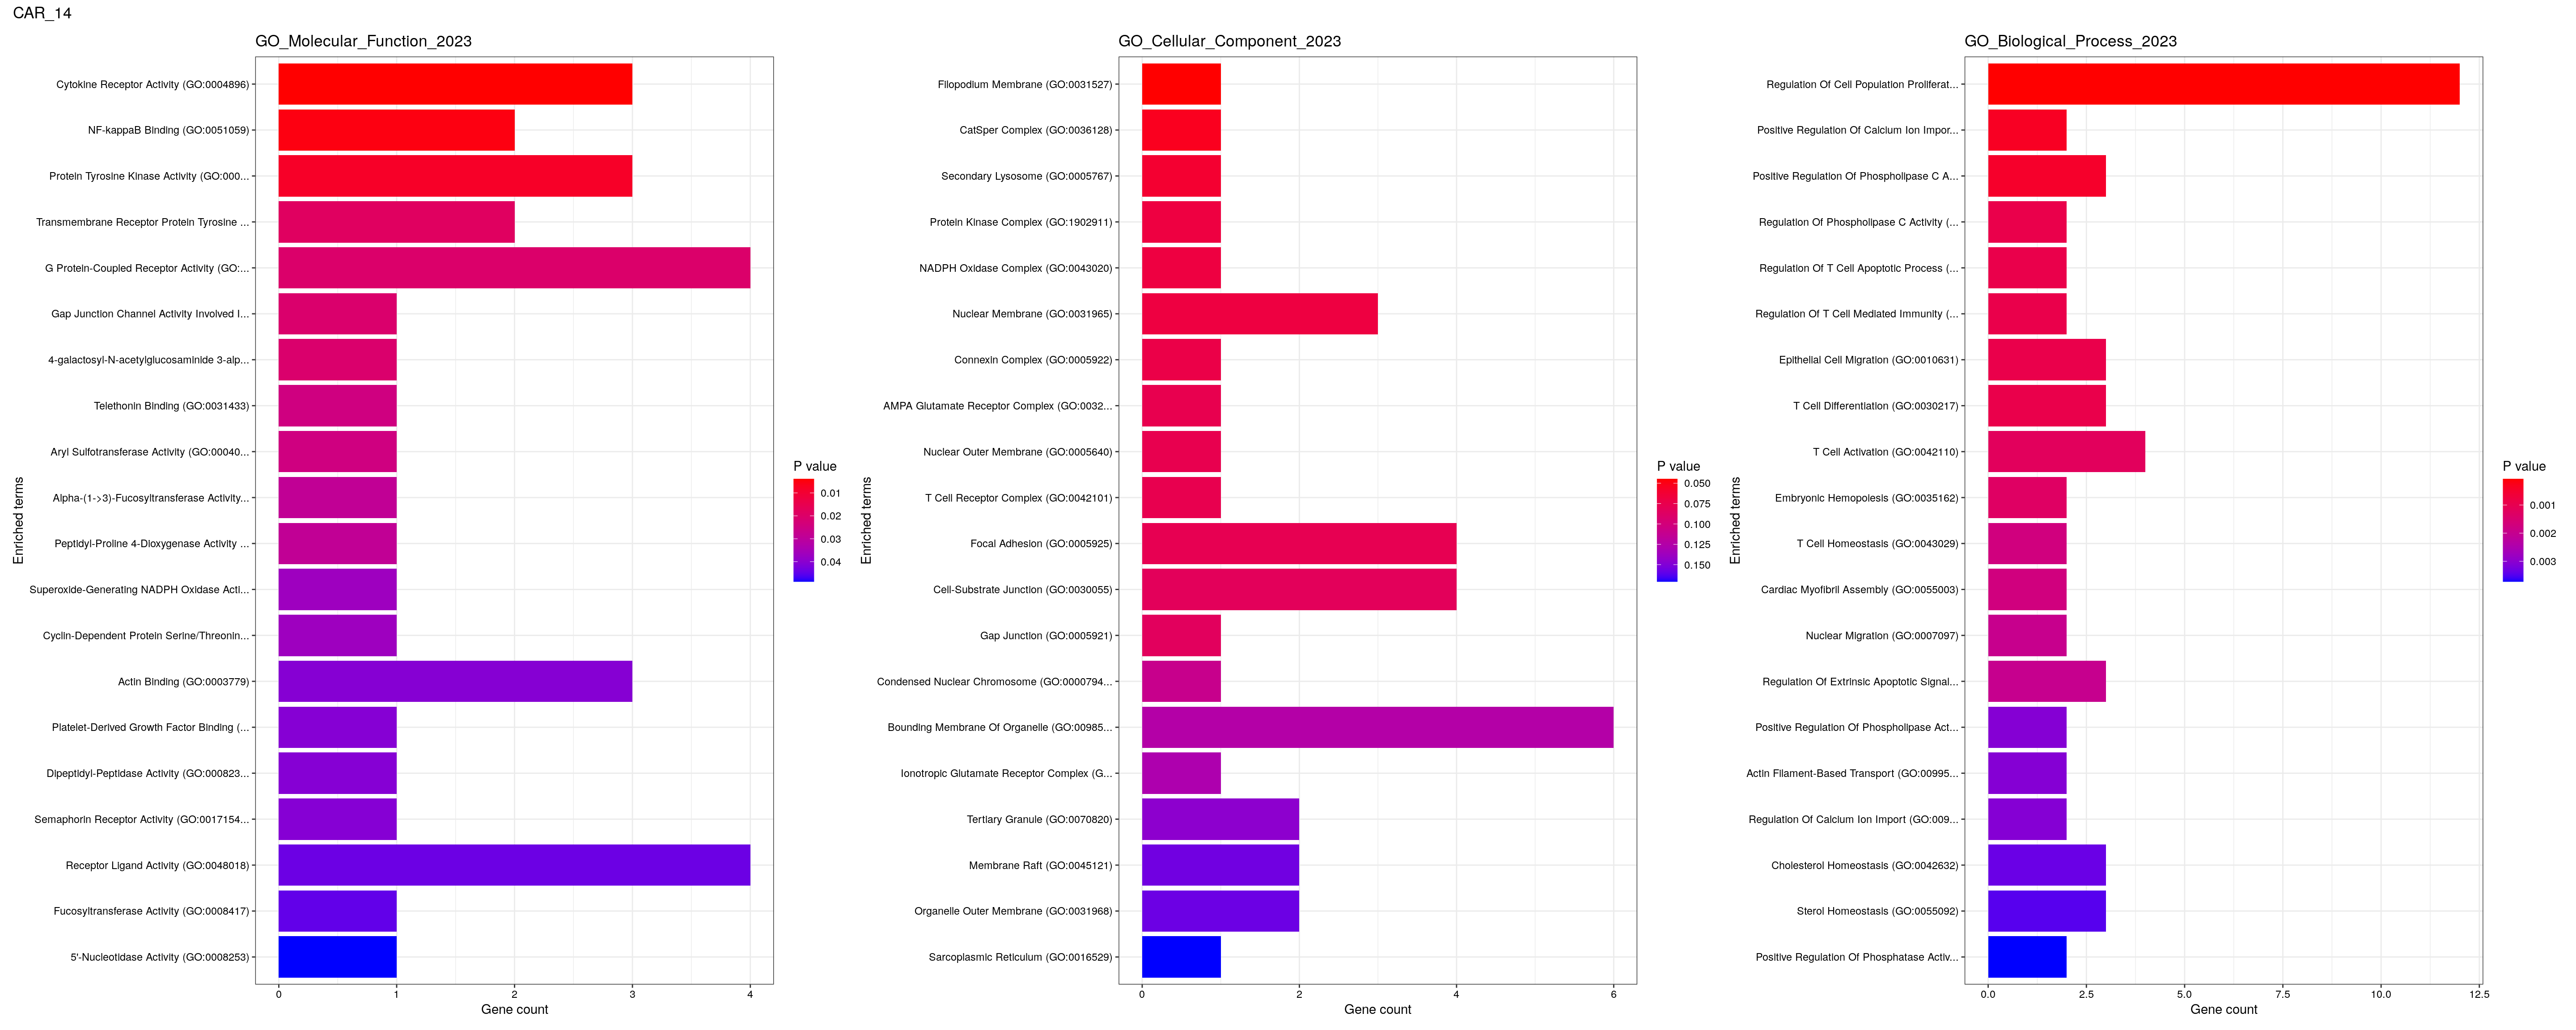 CAR_14
GO_Molecular_Function_2023
Cytokine Receptor Activity (GO:0004896)
NF-kappaB Binding (GO:0051059)
Protein Tyrosine Kinase Activity (GO:000...
Transmembrane Receptor Protein Tyrosine ...
G Protein-Coupled Receptor Activity (GO:...
Gap Junction Channel Activity Involved I...
4-galactosyl-N-acetylglucosaminide 3-alp...
Telethonin Binding (GO:0031433)
Aryl Sulfotransferase Activity (GO:00040...
Alpha-(1->3)-Fucosyltransferase Activity...
Peptidyl-Proline 4-Dioxygenase Activity ...
Superoxide-Generating NADPH Oxidase Acti...
Cyclin-Dependent Protein Serine/Threonin...
Actin Binding (GO:0003779)
Platelet-Derived Growth Factor Binding (...
Dipeptidyl-Peptidase Activity (GO:000823...
Semaphorin Receptor Activity (GO:0017154...
Receptor Ligand Activity (GO:0048018)
Fucosyltransferase Activity (GO:0008417)
5'-Nucleotidase Activity (GO:0008253)
Enriched terms
0 1 2 3 4
Gene count
P value
0.01
0.02
0.03
0.04
GO_Cellular_Component_2023
Filopodium Membrane (GO:0031527)
CatSper Complex (GO:0036128)
Secondary Lysosome (GO:0005767)
Protein Kinase Complex (GO:1902911)
NADPH Oxidase Complex (GO:0043020)
Nuclear Membrane (GO:0031965)
Connexin Complex (GO:0005922)
AMPA Glutamate Receptor Complex (GO:0032...
Nuclear Outer Membrane (GO:0005640)
T Cell Receptor Complex (GO:0042101)
Focal Adhesion (GO:0005925)
Cell-Substrate Junction (GO:0030055)
Gap Junction (GO:0005921)
Condensed Nuclear Chromosome (GO:0000794...
Bounding Membrane Of Organelle (GO:00985...
Ionotropic Glutamate Receptor Complex (G...
Tertiary Granule (GO:0070820)
Membrane Raft (GO:0045121)
Organelle Outer Membrane (GO:0031968)
Sarcoplasmic Reticulum (GO:0016529)
Enriched terms
0 2 4 6
Gene count
P value
0.050
0.075
0.100
0.125
0.150
GO_Biological_Process_2023
Regulation Of Cell Population Proliferat...
Positive Regulation Of Calcium Ion Impor...
Positive Regulation Of Phospholipase C A...
Regulation Of Phospholipase C Activity (...
Regulation Of T Cell Apoptotic Process (...
Regulation Of T Cell Mediated Immunity (...
Epithelial Cell Migration (GO:0010631)
T Cell Differentiation (GO:0030217)
T Cell Activation (GO:0042110)
Embryonic Hemopoiesis (GO:0035162)
T Cell Homeostasis (GO:0043029)
Cardiac Myofibril Assembly (GO:0055003)
Nuclear Migration (GO:0007097)
Regulation Of Extrinsic Apoptotic Signal...
Positive Regulation Of Phospholipase Act...
Actin Filament-Based Transport (GO:00995...
Regulation Of Calcium Ion Import (GO:009...
Cholesterol Homeostasis (GO:0042632)
Sterol Homeostasis (GO:0055092)
Positive Regulation Of Phosphatase Activ...
Enriched terms
0.0 2.5 5.0 7.5 10.0 12.5
Gene count
P value
0.001
0.002
0.003